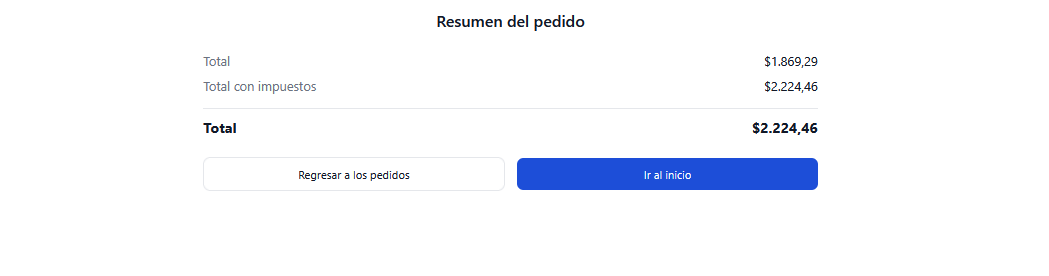 Resumen del pedido
Total $1.869,29
Total con impuestos $2.224,46
Total $2.224,46
Regresar a los pedidos Ir al inicio